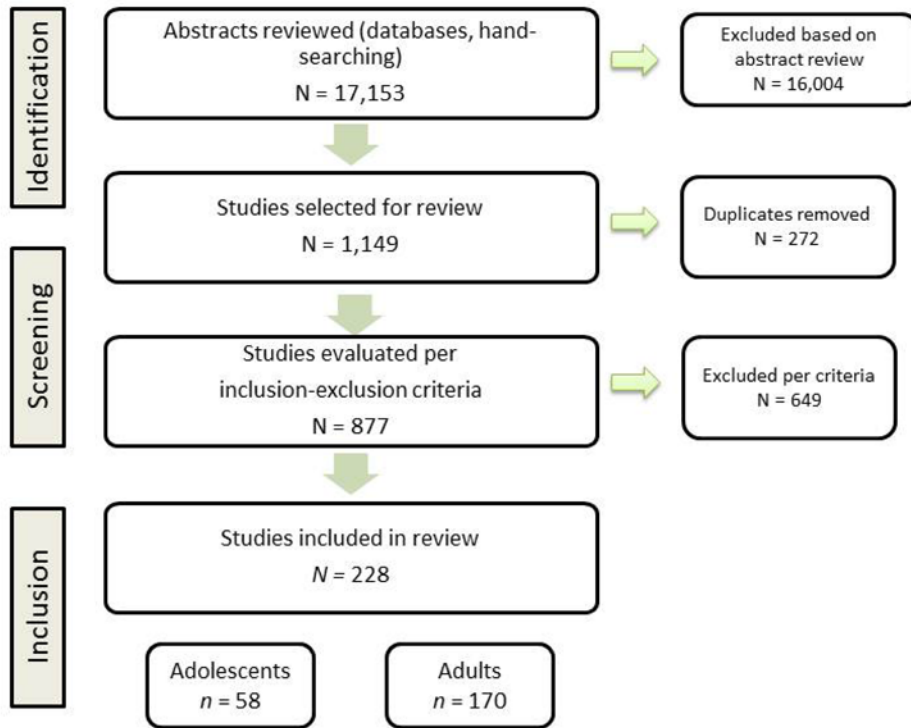 Identification
Abstracts reviewed (databases, hand-
searching)
N = 17,153
Excluded based on
abstract review
N = 16,004
Studies selected for review
N = 1,149
Duplicates removed
N = 272
Screening
Studies evaluated per
inclusion-exclusion criteria
N = 877
Excluded per criteria
N = 649
Inclusion
Studies included in review
N = 228
Adolescents
n = 58
Adults
n = 170